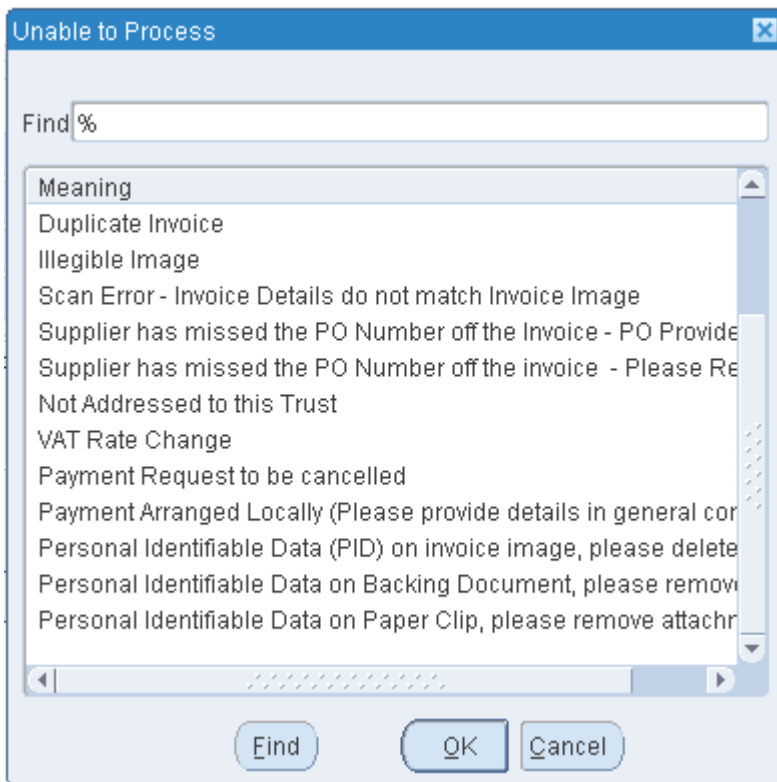 Unable to Process
Find %
Meaning
Duplicate Invoice
Illegible Image
Scan Error - Invoice Details do not match Invoice Image
Supplier has missed the PO Number off the Invoice - PO Provide
Supplier has missed the PO Number off the invoice - Please Re
Not Addressed to this Trust
VAT Rate Change
Payment Request to be cancelled
Payment Arranged Locally (Please provide details in general cor
Personal Identifiable Data (PID) on invoice image, please delete
Personal Identifiable Data on Backing Document, please remov
Personal Identifiable Data on Paper Clip, please remove attachr
Find OK Cancel